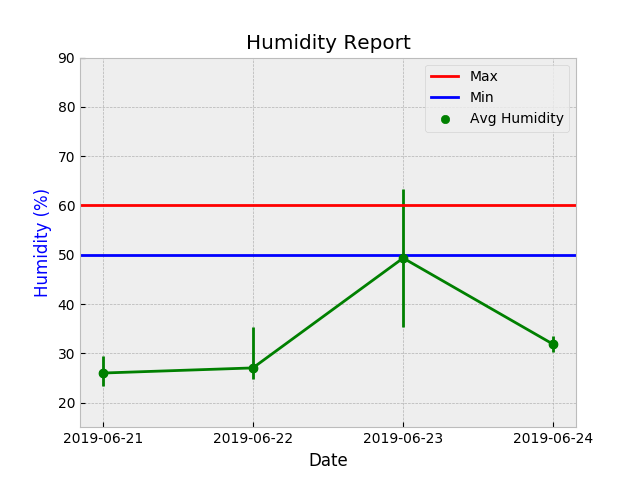 Humidity Report
Max
Min
Avg Humidity
Humidity (%)
90
80
70
60
50
40
30
20
2019-06-21
2019-06-22
2019-06-23
2019-06-24
Date